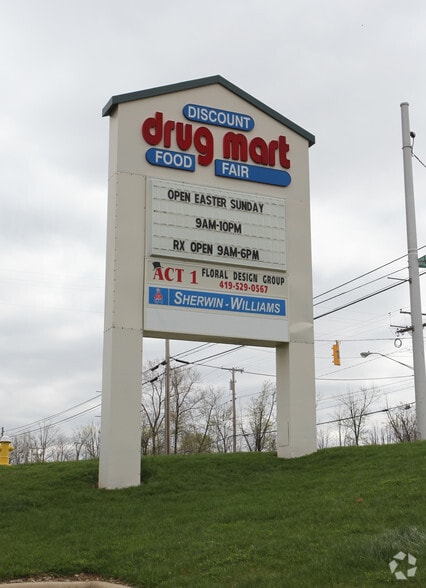 DISCOUNT
drug mart
FOOD FAIR
OPEN EASTER SUNDAY
9AM-10PM
RX OPEN 9AM-6PM
ACT 1 FLORAL DESIGN GROUP
419-529-0567
SHERWIN-WILLIAMS